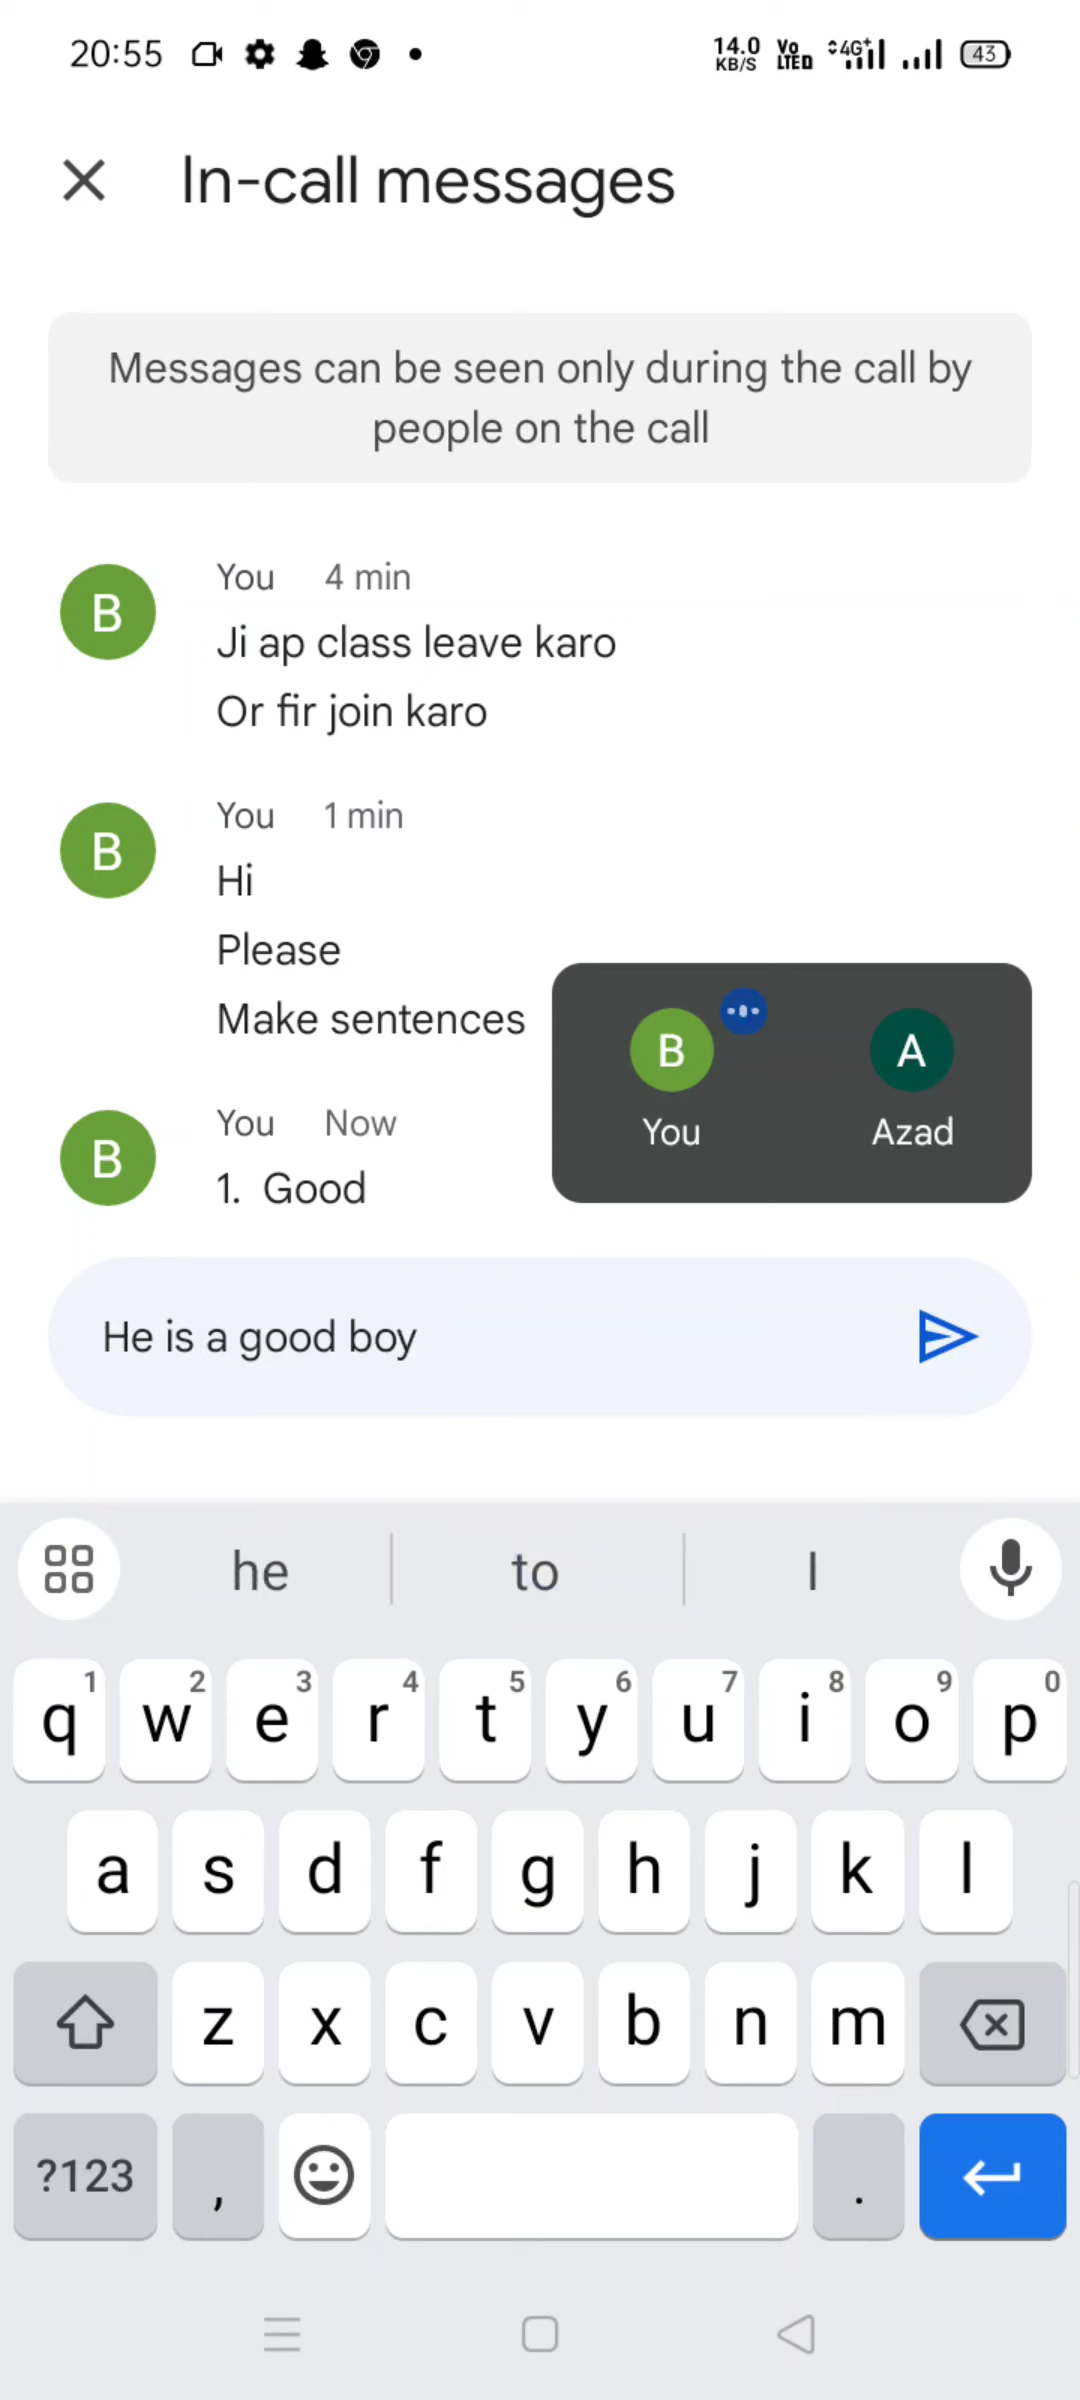 20:55 14.0 KB/S Vo LTE 4G+ 43
In-call messages
Messages can be seen only during the call by
people on the call
B You 4 min
Ji ap class leave karo
Or fir join karo
B You 1 min
Hi
Please
Make sentences
B You Now
1. Good
B A
You Azad
He is a good boy
he to I
q 1 w 2 e 3 r 4 t 5 y 6 u 7 i 8 o 9 p 0
a s d f g h j k l
z x c v b n m
?123 , .